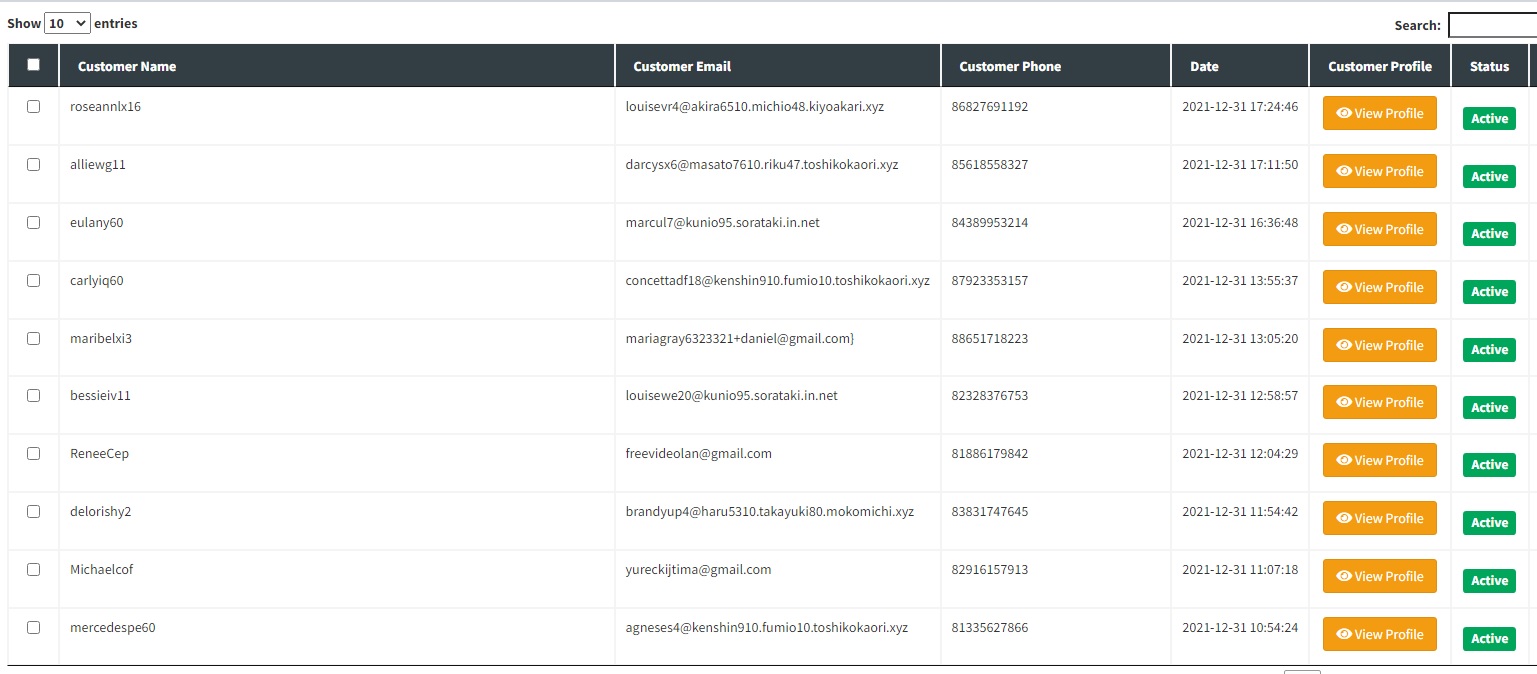 Show 10 entries Search:
Customer Name Customer Email Customer Phone Date Customer Profile Status
roseannlx16 louisevr4@akira6510.michio48.kiyoakari.xyz 86827691192 2021-12-31 17:24:46 View Profile Active
alliewg11 darcysx6@masato7610.riku47.toshikokaori.xyz 85618558327 2021-12-31 17:11:50 View Profile Active
eulany60 marcul7@kunio95.sorataki.in.net 84389953214 2021-12-31 16:36:48 View Profile Active
carlyiq60 concettadf18@kenshin910.fumio10.toshikokaori.xyz 87923353157 2021-12-31 13:55:37 View Profile Active
maribelxi3 mariagray6323321+daniel@gmail.com} 88651718223 2021-12-31 13:05:20 View Profile Active
bessieiv11 louisewe20@kunio95.sorataki.in.net 82328376753 2021-12-31 12:58:57 View Profile Active
ReneeCep freevideolan@gmail.com 81886179842 2021-12-31 12:04:29 View Profile Active
delorishy2 brandyup4@haru5310.takayuki80.mokomichi.xyz 83831747645 2021-12-31 11:54:42 View Profile Active
Michaelcof yureckijtima@gmail.com 82916157913 2021-12-31 11:07:18 View Profile Active
mercedespe60 agneses4@kenshin910.fumio10.toshikokaori.xyz 81335627866 2021-12-31 10:54:24 View Profile Active